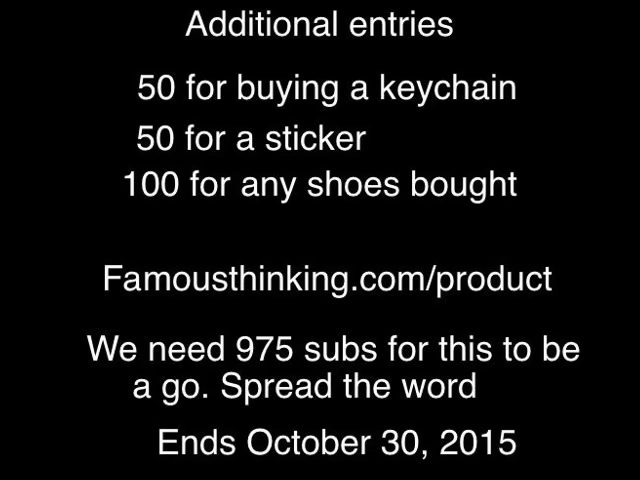 Additional entries
50 for buying a keychain
50 for a sticker
100 for any shoes bought
Famousthinking.com/product
We need 975 subs for this to be
a go. Spread the word
Ends October 30, 2015